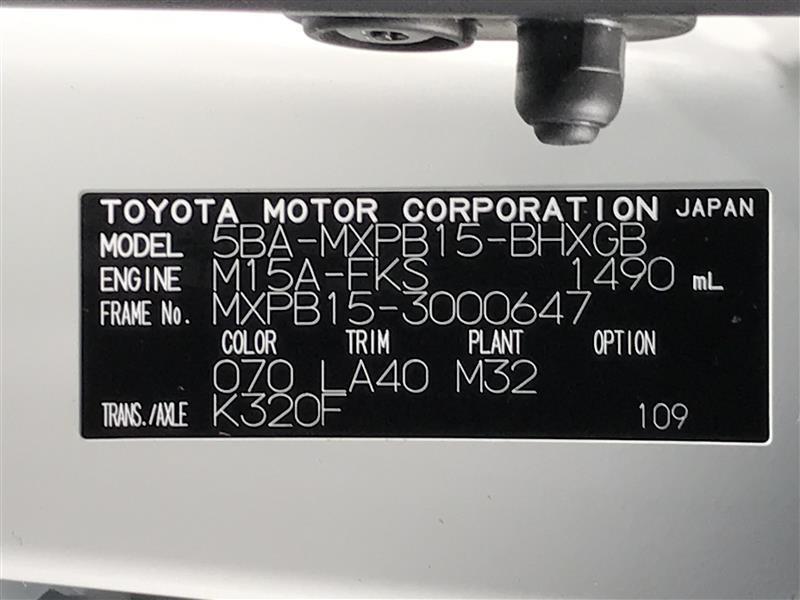 TOYOTA MOTOR CORPORATION JAPAN
MODEL 5BA-MXPB15-BHXGB
ENGINE M15A-FKS 1490 mL
FRAME No. MXPB15-3000647
COLOR TRIM PLANT OPTION
070 LA40 M32
TRANS./AXLE K320F 109